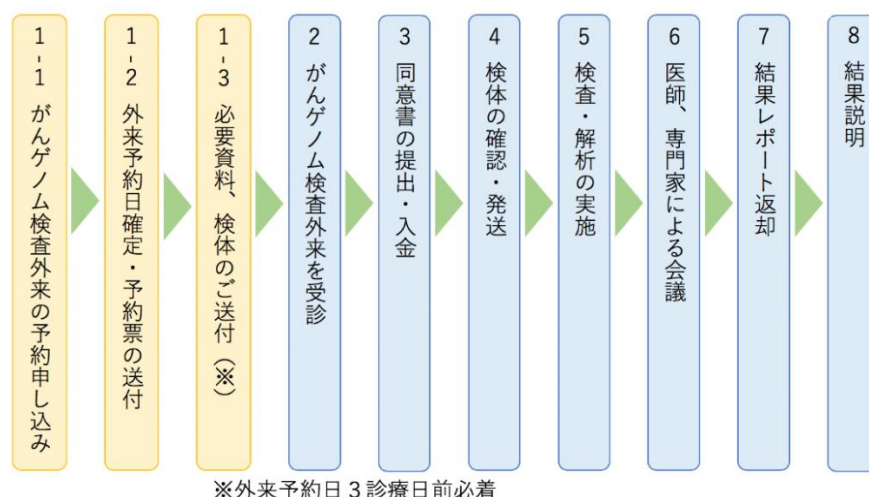 1-1 がんゲノム検査外来の予約申し込み
1-2 外来予約日確定・予約票の送付
1-3 必要資料、検体のご送付(※)
2 がんゲノム検査外来を受診
3 同意書の提出・入金
4 検体の確認・発送
5 検査・解析の実施
6 医師、専門家による会議
7 結果レポート返却
8 結果説明
※外来予約日3診療日前必着